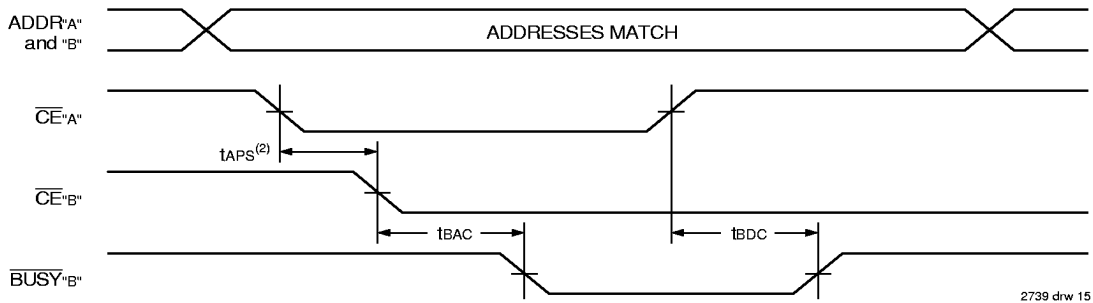 ADDR"A"
and "B"
ADDRESSES MATCH
CE"A"
tAPS(2)
CE"B"
tBAC
tBDC
BUSY"B"
2739 drw 15